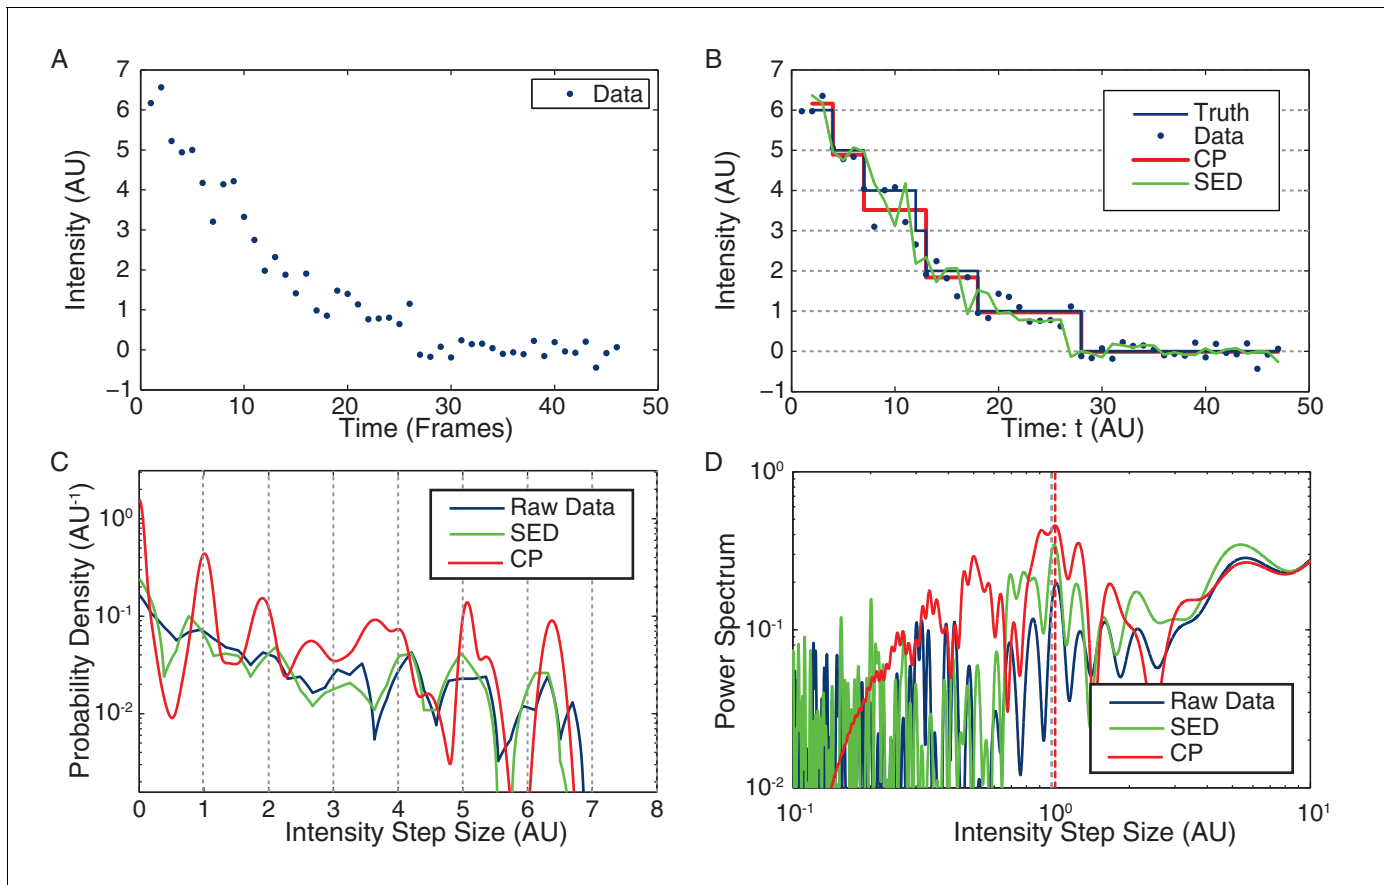 A
7
6
5
4
3
2
1
0
−1
0
10
20
30
40
50
Intensity (AU)
Time (Frames)
Data
B
7
6
5
4
3
2
1
0
−1
0
10
20
30
40
50
Intensity (AU)
Time: t (AU)
Truth
Data
CP
SED
C
10⁰
10⁻¹
10⁻²
0
1
2
3
4
5
6
7
8
Probability Density (AU⁻¹)
Intensity Step Size (AU)
Raw Data
SED
CP
D
10⁰
10⁻¹
10⁻²
10⁻¹
10⁰
10¹
Power Spectrum
Intensity Step Size (AU)
Raw Data
SED
CP